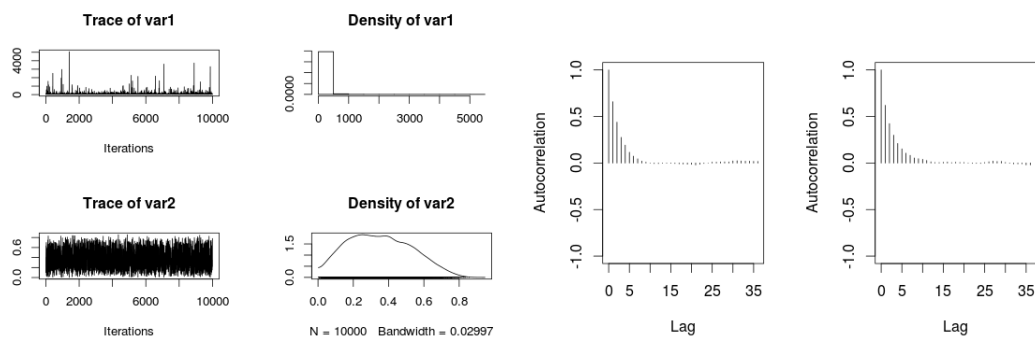 Trace of var1
4000
0
0 2000 6000 10000
Iterations
Density of var1
0.0000
0 1000 3000 5000
Trace of var2
0.6
0.0
0 2000 6000 10000
Iterations
Density of var2
1.5
0.0
0.0 0.2 0.4 0.6 0.8
N = 10000 Bandwidth = 0.02997
Autocorrelation
1.0
0.5
0.0
-0.5
-1.0
0 5 15 25 35
Lag
Autocorrelation
1.0
0.5
0.0
-0.5
-1.0
0 5 15 25 35
Lag